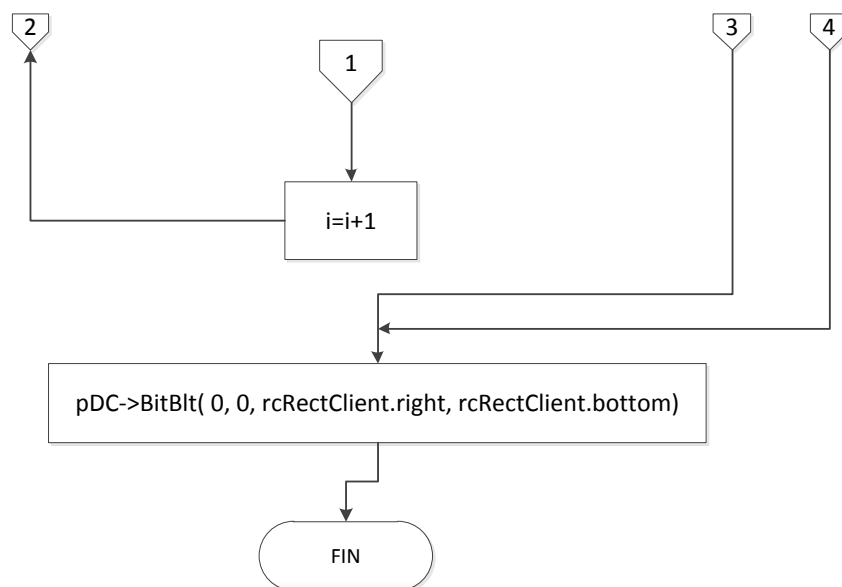 2
3
4
1
i=i+1
pDC->BitBlt( 0, 0, rcRectClient.right, rcRectClient.bottom)
FIN